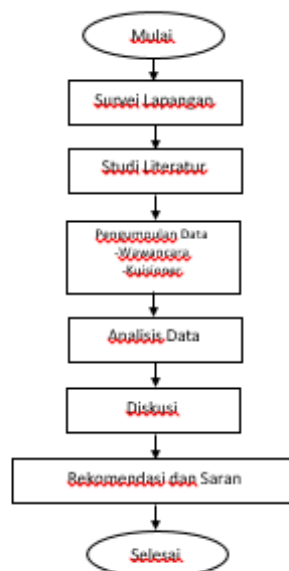 Mulai
Survei Lapangan
Studi Literatur
Pengumpulan Data
-Wawancara
-Kuisioner
Analisis Data
Diskusi
Rekomendasi dan Saran
Selesai